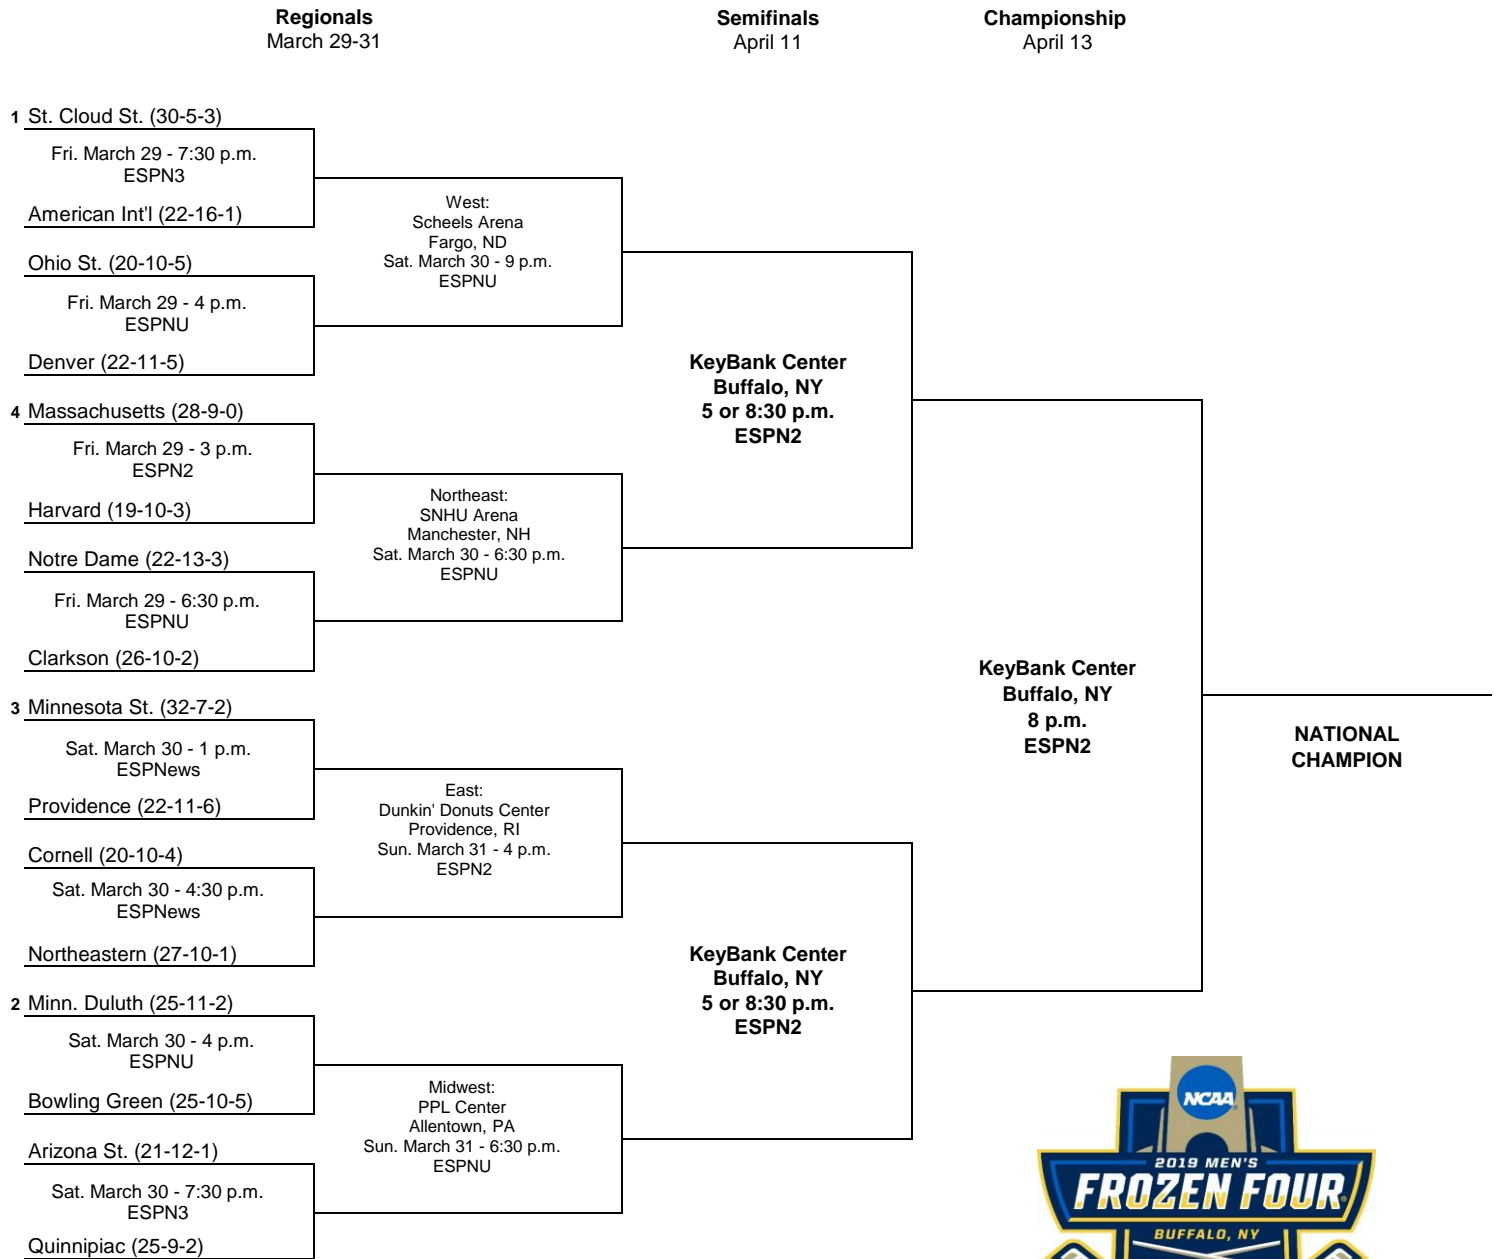 Regionals
March 29-31
Semifinals
April 11
Championship
April 13
1 St. Cloud St. (30-5-3)
Fri. March 29 - 7:30 p.m.
ESPN3
American Int'l (22-16-1)
West:
Scheels Arena
Fargo, ND
Sat. March 30 - 9 p.m.
ESPNU
Ohio St. (20-10-5)
Fri. March 29 - 4 p.m.
ESPNU
Denver (22-11-5)
KeyBank Center
Buffalo, NY
5 or 8:30 p.m.
ESPN2
4 Massachusetts (28-9-0)
Fri. March 29 - 3 p.m.
ESPN2
Harvard (19-10-3)
Northeast:
SNHU Arena
Manchester, NH
Sat. March 30 - 6:30 p.m.
ESPNU
Notre Dame (22-13-3)
Fri. March 29 - 6:30 p.m.
ESPNU
Clarkson (26-10-2)
KeyBank Center
Buffalo, NY
8 p.m.
ESPN2
NATIONAL
CHAMPION
3 Minnesota St. (32-7-2)
Sat. March 30 - 1 p.m.
ESPNews
Providence (22-11-6)
East:
Dunkin' Donuts Center
Providence, RI
Sun. March 31 - 4 p.m.
ESPN2
Cornell (20-10-4)
Sat. March 30 - 4:30 p.m.
ESPNews
Northeastern (27-10-1)
KeyBank Center
Buffalo, NY
5 or 8:30 p.m.
ESPN2
2 Minn. Duluth (25-11-2)
Sat. March 30 - 4 p.m.
ESPNU
Bowling Green (25-10-5)
Midwest:
PPL Center
Allentown, PA
Sun. March 31 - 6:30 p.m.
ESPNU
Arizona St. (21-12-1)
Sat. March 30 - 7:30 p.m.
ESPN3
Quinnipiac (25-9-2)
NCAA
2019 MEN'S
FROZEN FOUR
BUFFALO, NY